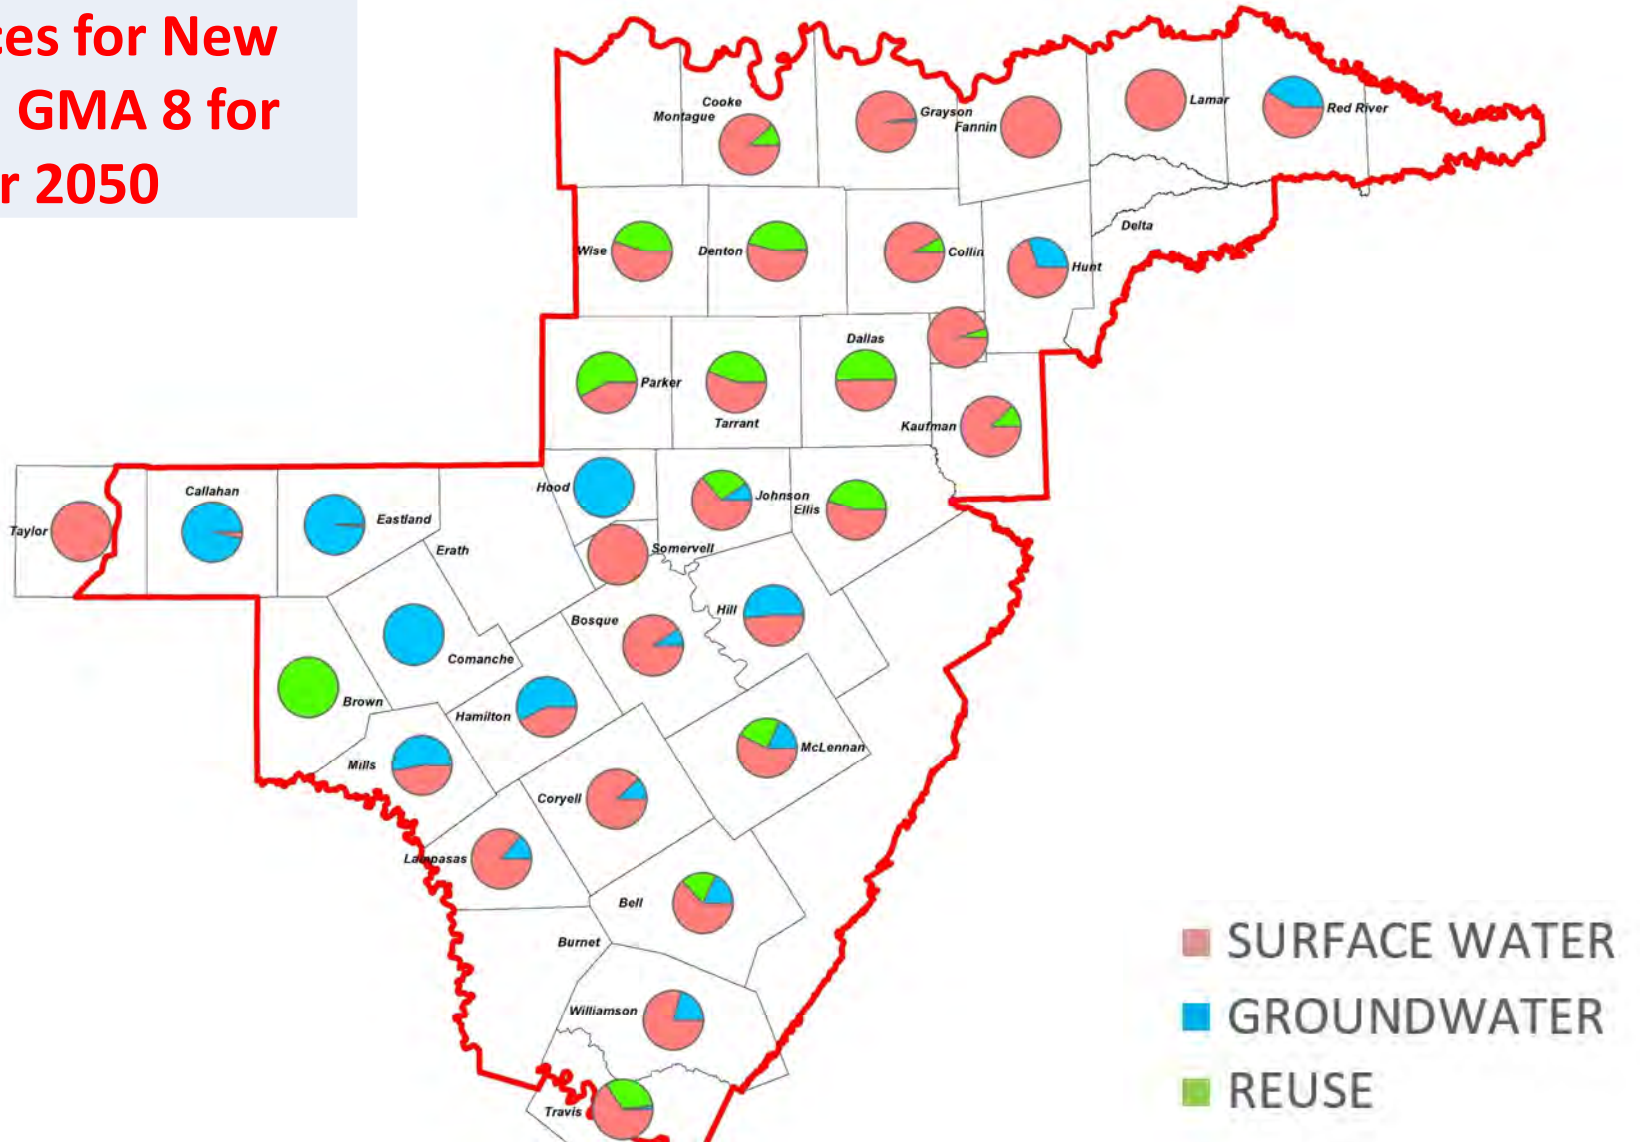 ces for New
GMA 8 for
r 2050
Cooke
Montague
Grayson
Fannin
Lamar
Red River
Wise
Denton
Collin
Hunt
Delta
Dallas
Parker
Tarrant
Kaufman
Taylor
Callahan
Eastland
Erath
Hood
Johnson
Ellis
Somervell
Bosque
Hill
Comanche
Brown
Hamilton
McLennan
Mills
Coryell
Lampasas
Bell
Burnet
Williamson
Travis
SURFACE WATER
GROUNDWATER
REUSE